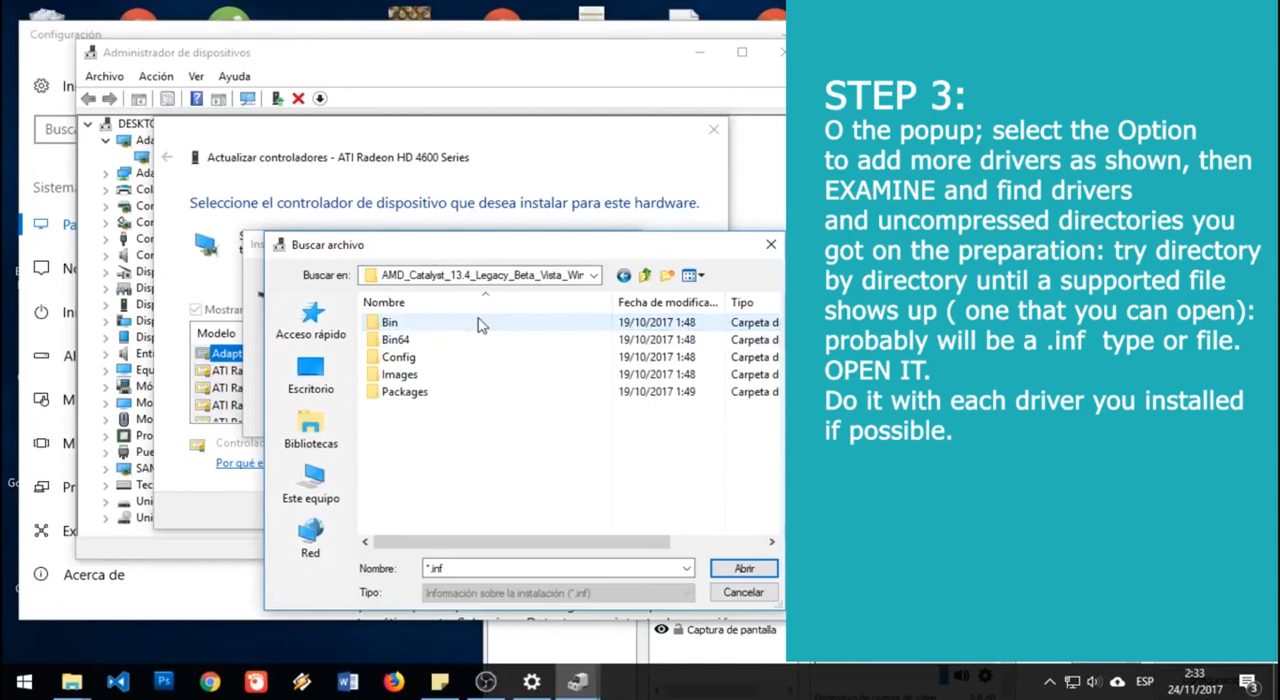 Configuración
Administrador de dispositivos
Archivo Acción Ver Ayuda
Busca
DESKTO
Ada
Actualizar controladores - ATI Radeon HD 4600 Series
Seleccione el controlador de dispositivo que desea instalar para este hardware.
Sistema
Buscar archivo
Buscar en: AMD_Catalyst_13.4_Legacy_Beta_Vista_Wir
Nombre Fecha de modifica... Tipo
Bin 19/10/2017 1:48 Carpeta d
Bin64 19/10/2017 1:48 Carpeta d
Config 19/10/2017 1:48 Carpeta d
Images 19/10/2017 1:48 Carpeta d
Packages 19/10/2017 1:49 Carpeta d
Acceso rápido
Escritorio
Bibliotecas
Este equipo
Red
Mostrar
Modelo
Adapt
ATI Ra
ATI Ra
ATI Ra
Por qué e
Nombre: *.inf Abrir
Tipo: Información sobre la instalación (*.inf) Cancelar
Acerca de
Captura de pantalla
STEP 3:
O the popup; select the Option
to add more drivers as shown, then
EXAMINE and find drivers
and uncompressed directories you
got on the preparation: try directory
by directory until a supported file
shows up ( one that you can open):
probably will be a .inf type or file.
OPEN IT.
Do it with each driver you installed
if possible.
ESP
2:33
24/11/2017
3